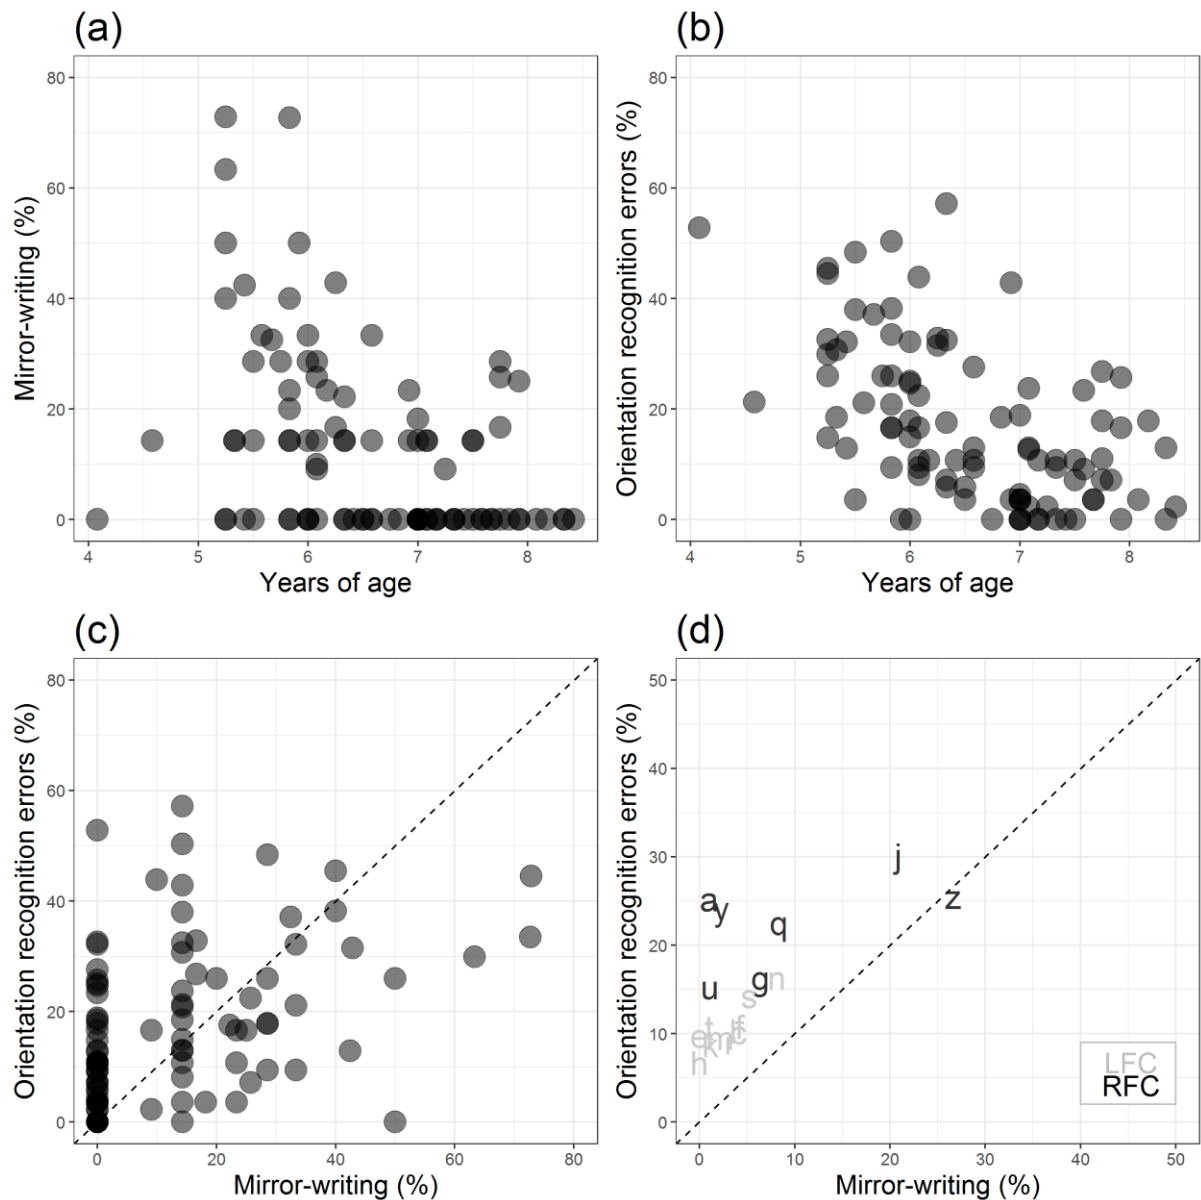 (a)
80
60
40
20
0
Mirror-writing (%)
4 5 6 7 8
Years of age
(b)
80
60
40
20
0
Orientation recognition errors (%)
4 5 6 7 8
Years of age
(c)
80
60
40
20
0
Orientation recognition errors (%)
0 20 40 60 80
Mirror-writing (%)
(d)
50
40
30
20
10
0
Orientation recognition errors (%)
j
a y z
q
g n
u s
e t f
k m r c
h
LFC
RFC
0 10 20 30 40 50
Mirror-writing (%)